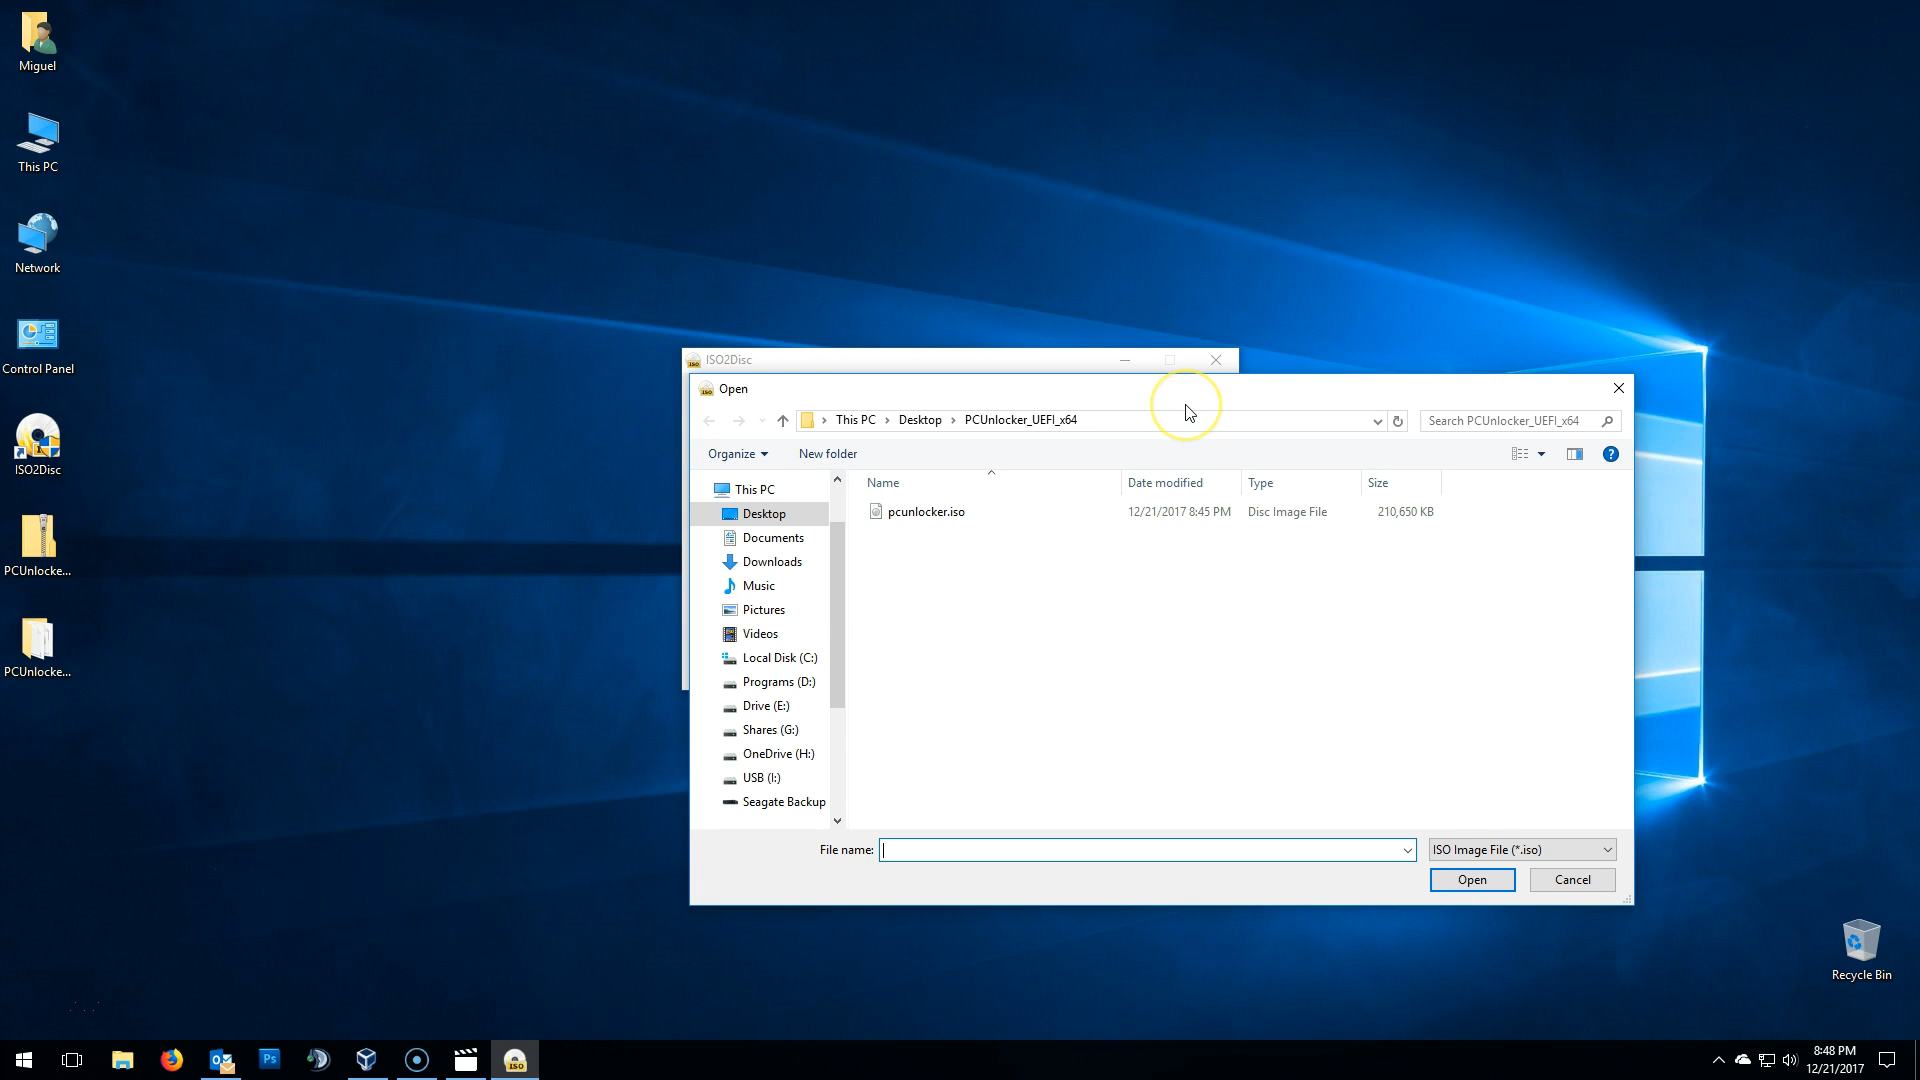 Miguel
This PC
Network
Control Panel
ISO2Disc
PCUnlocke...
PCUnlocke...
ISO2Disc
Open
This PC > Desktop > PCUnlocker_UEFI_x64
Search PCUnlocker_UEFI_x64
Organize
New folder
?
This PC
Desktop
Documents
Downloads
Music
Pictures
Videos
Local Disk (C:)
Programs (D:)
Drive (E:)
Shares (G:)
OneDrive (H:)
USB (I:)
Seagate Backup
Name Date modified Type Size
pcunlocker.iso 12/21/2017 8:45 PM Disc Image File 210,650 KB
File name:
ISO Image File (*.iso)
Open Cancel
Recycle Bin
Ps
ISO
8:48 PM
12/21/2017